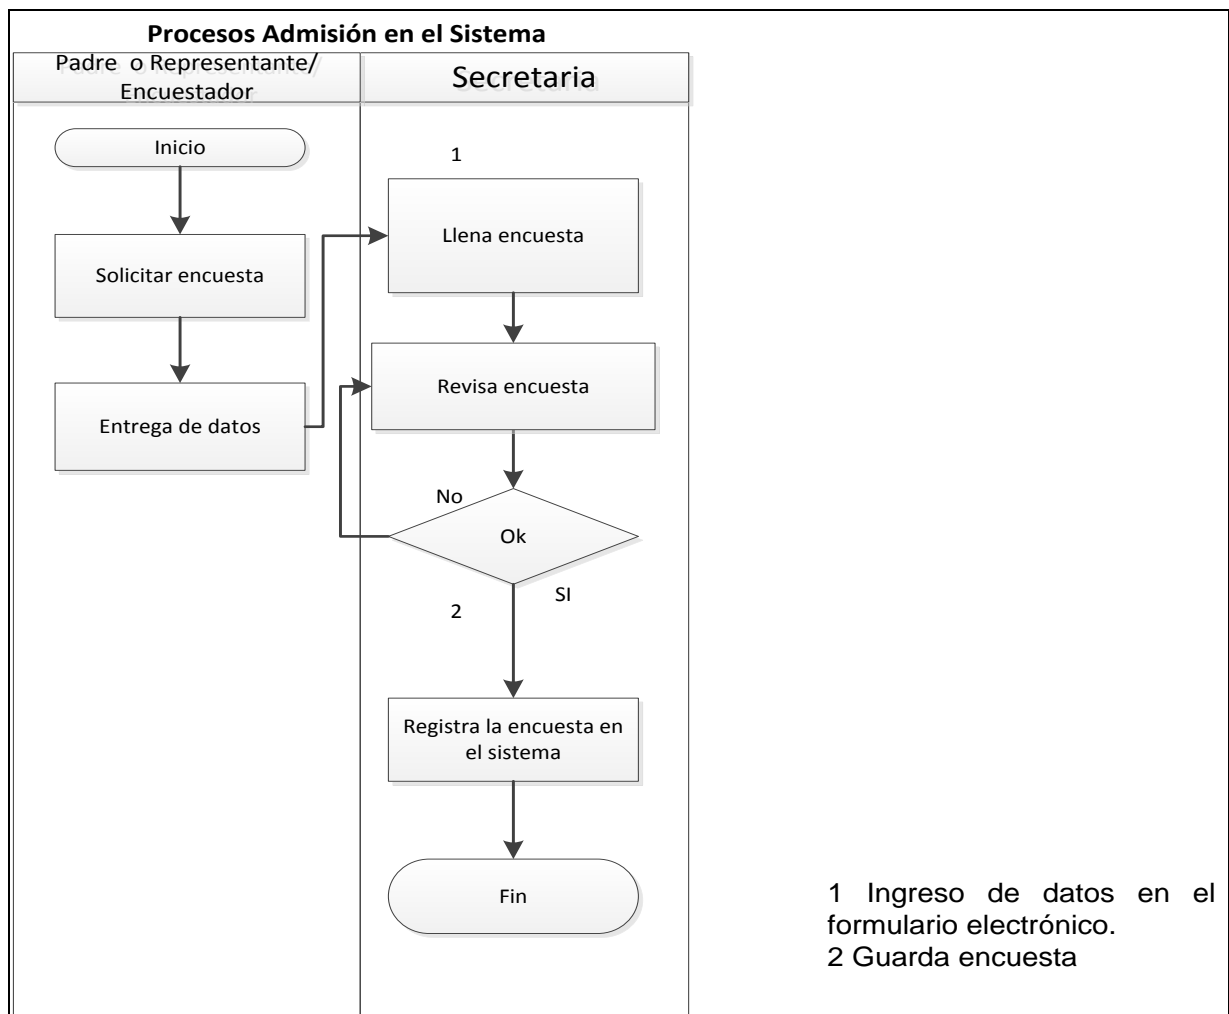 Procesos Admisión en el Sistema
Padre o Representante/
Encuestador
Secretaria
Inicio
Solicitar encuesta
Entrega de datos
1
Llena encuesta
Revisa encuesta
No
Ok
SI
2
Registra la encuesta en
el sistema
Fin
1 Ingreso de datos en el
formulario electrónico.
2 Guarda encuesta